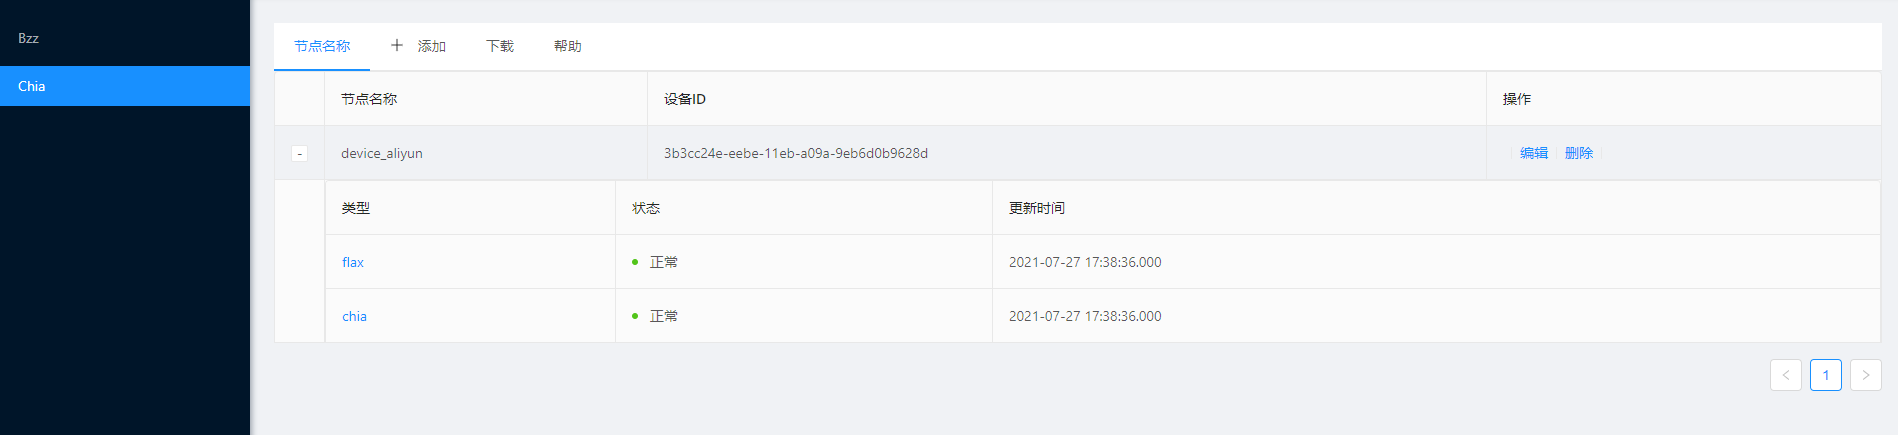 Bzz
Chia
节点名称 + 添加 下载 帮助
节点名称 设备ID 操作
- device_aliyun 3b3cc24e-eebe-11eb-a09a-9eb6d0b9628d 编辑 删除
类型 状态 更新时间
flax 正常 2021-07-27 17:38:36.000
chia 正常 2021-07-27 17:38:36.000
< 1 >